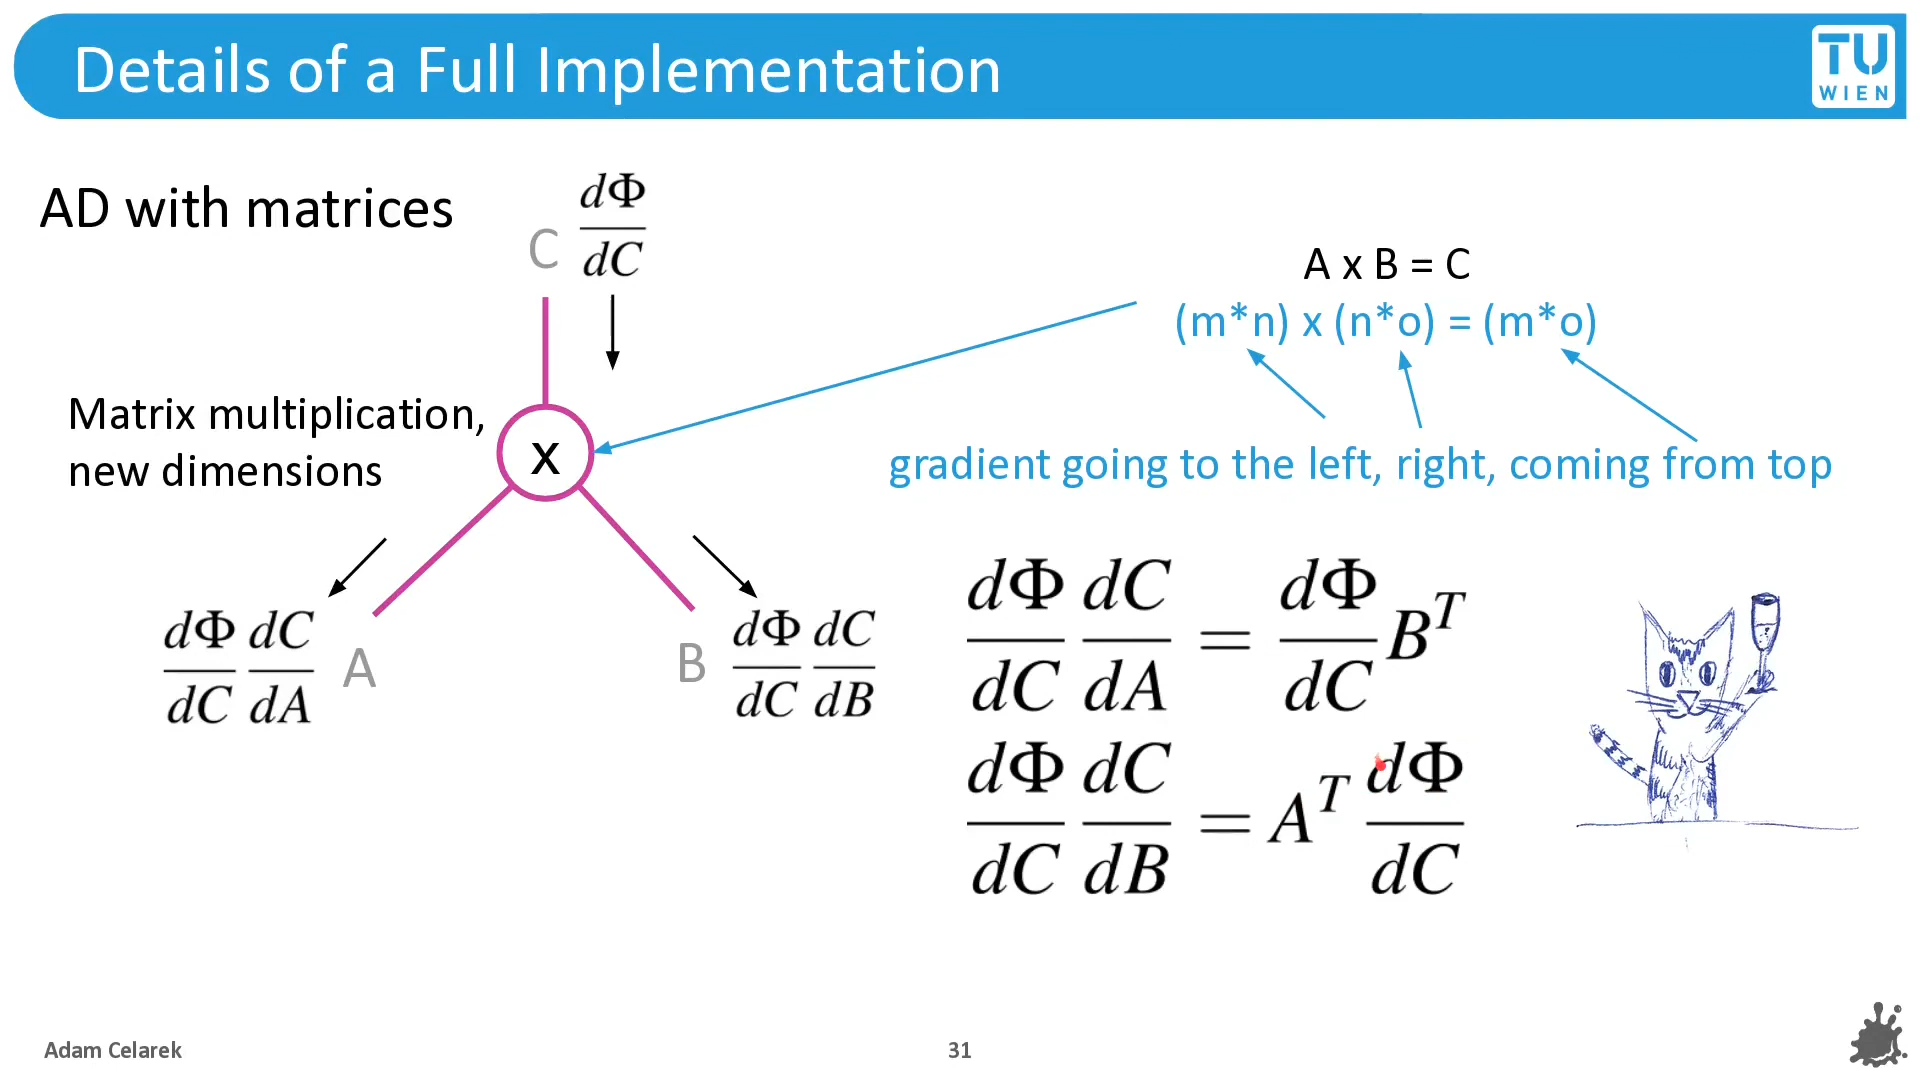 Details of a Full Implementation
TU
WIEN
AD with matrices
C dΦ/dC
A x B = C
(m*n) x (n*o) = (m*o)
Matrix multiplication,
new dimensions
x
gradient going to the left, right, coming from top
dΦ/dC dC/dA A
B dΦ/dC dC/dB
dΦ/dC dC/dA = dΦ/dC B^T
dΦ/dC dC/dB = A^T dΦ/dC
Adam Celarek
31